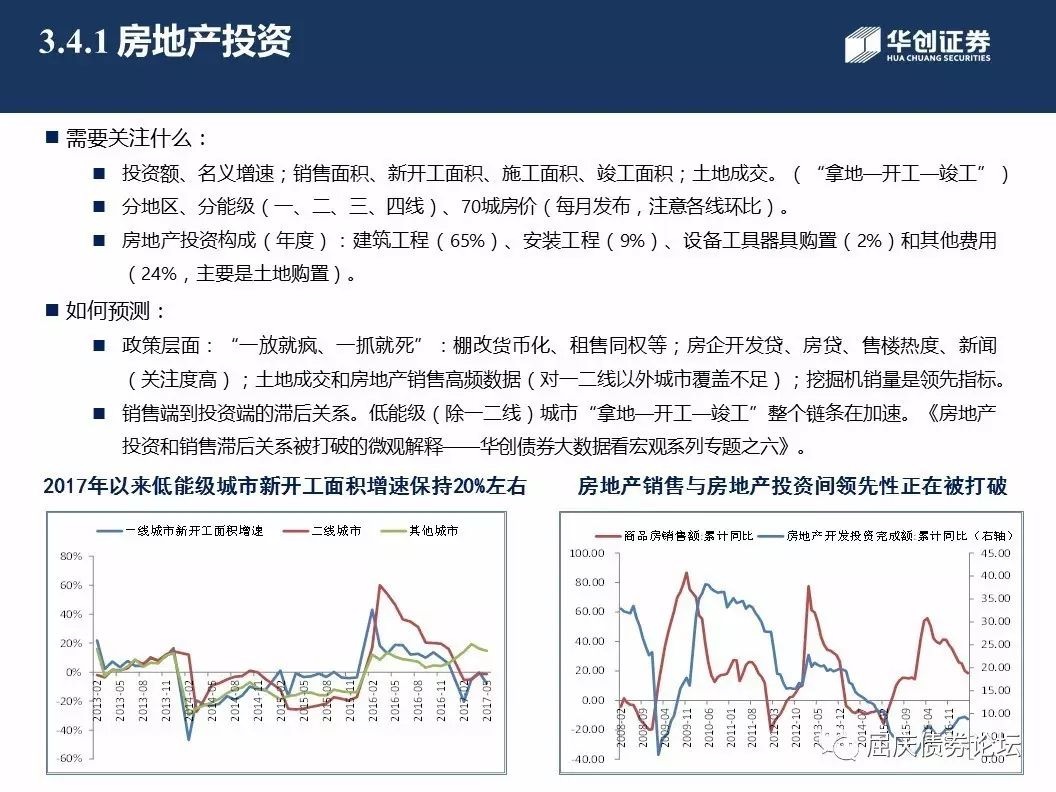 3.4.1 房地产投资
华创证券
HUA CHUANG SECURITIES
需要关注什么：
投资额、名义增速；销售面积、新开工面积、施工面积、竣工面积；土地成交。（“拿地—开工—竣工”）
分地区、分能级（一、二、三、四线）、70城房价（每月发布，注意各线环比）。
房地产投资构成（年度）：建筑工程（65%）、安装工程（9%）、设备工具器具购置（2%）和其他费用
（24%，主要是土地购置）。
如何预测：
政策层面：“一放就疯、一抓就死”：棚改货币化、租售同权等；房企开发贷、房贷、售楼热度、新闻
（关注度高）；土地成交和房地产销售高频数据（对一二线以外城市覆盖不足）；挖掘机销量是领先指标。
销售端到投资端的滞后关系。低能级（除一二线）城市“拿地—开工—竣工”整个链条在加速。《房地产
投资和销售滞后关系被打破的微观解释——华创债券大数据看宏观系列专题之六》。
2017年以来低能级城市新开工面积增速保持20%左右
一线城市新开工面积增速 二线城市 其他城市
80%
60%
40%
20%
0%
-20%
-40%
-60%
2013-02 2013-05 2013-08 2013-11 2014-02 2014-05 2014-08 2014-11 2015-02 2015-05 2015-08 2015-11 2016-02 2016-05 2016-08 2016-11 2017-02 2017-05
房地产销售与房地产投资间领先性正在被打破
商品房销售额:累计同比 房地产开发投资完成额:累计同比（右轴）
100.00 45.00
80.00 40.00
60.00 35.00
40.00 30.00
20.00 25.00
0.00 20.00
-20.00 15.00
-40.00 10.00
0.00
2008-02 2008-09 2009-04 2009-11 2010-06 2011-01 2011-08 2012-03 2012-10 2013-05 2013-12 2015-09 2016-11
屈庆债券论坛